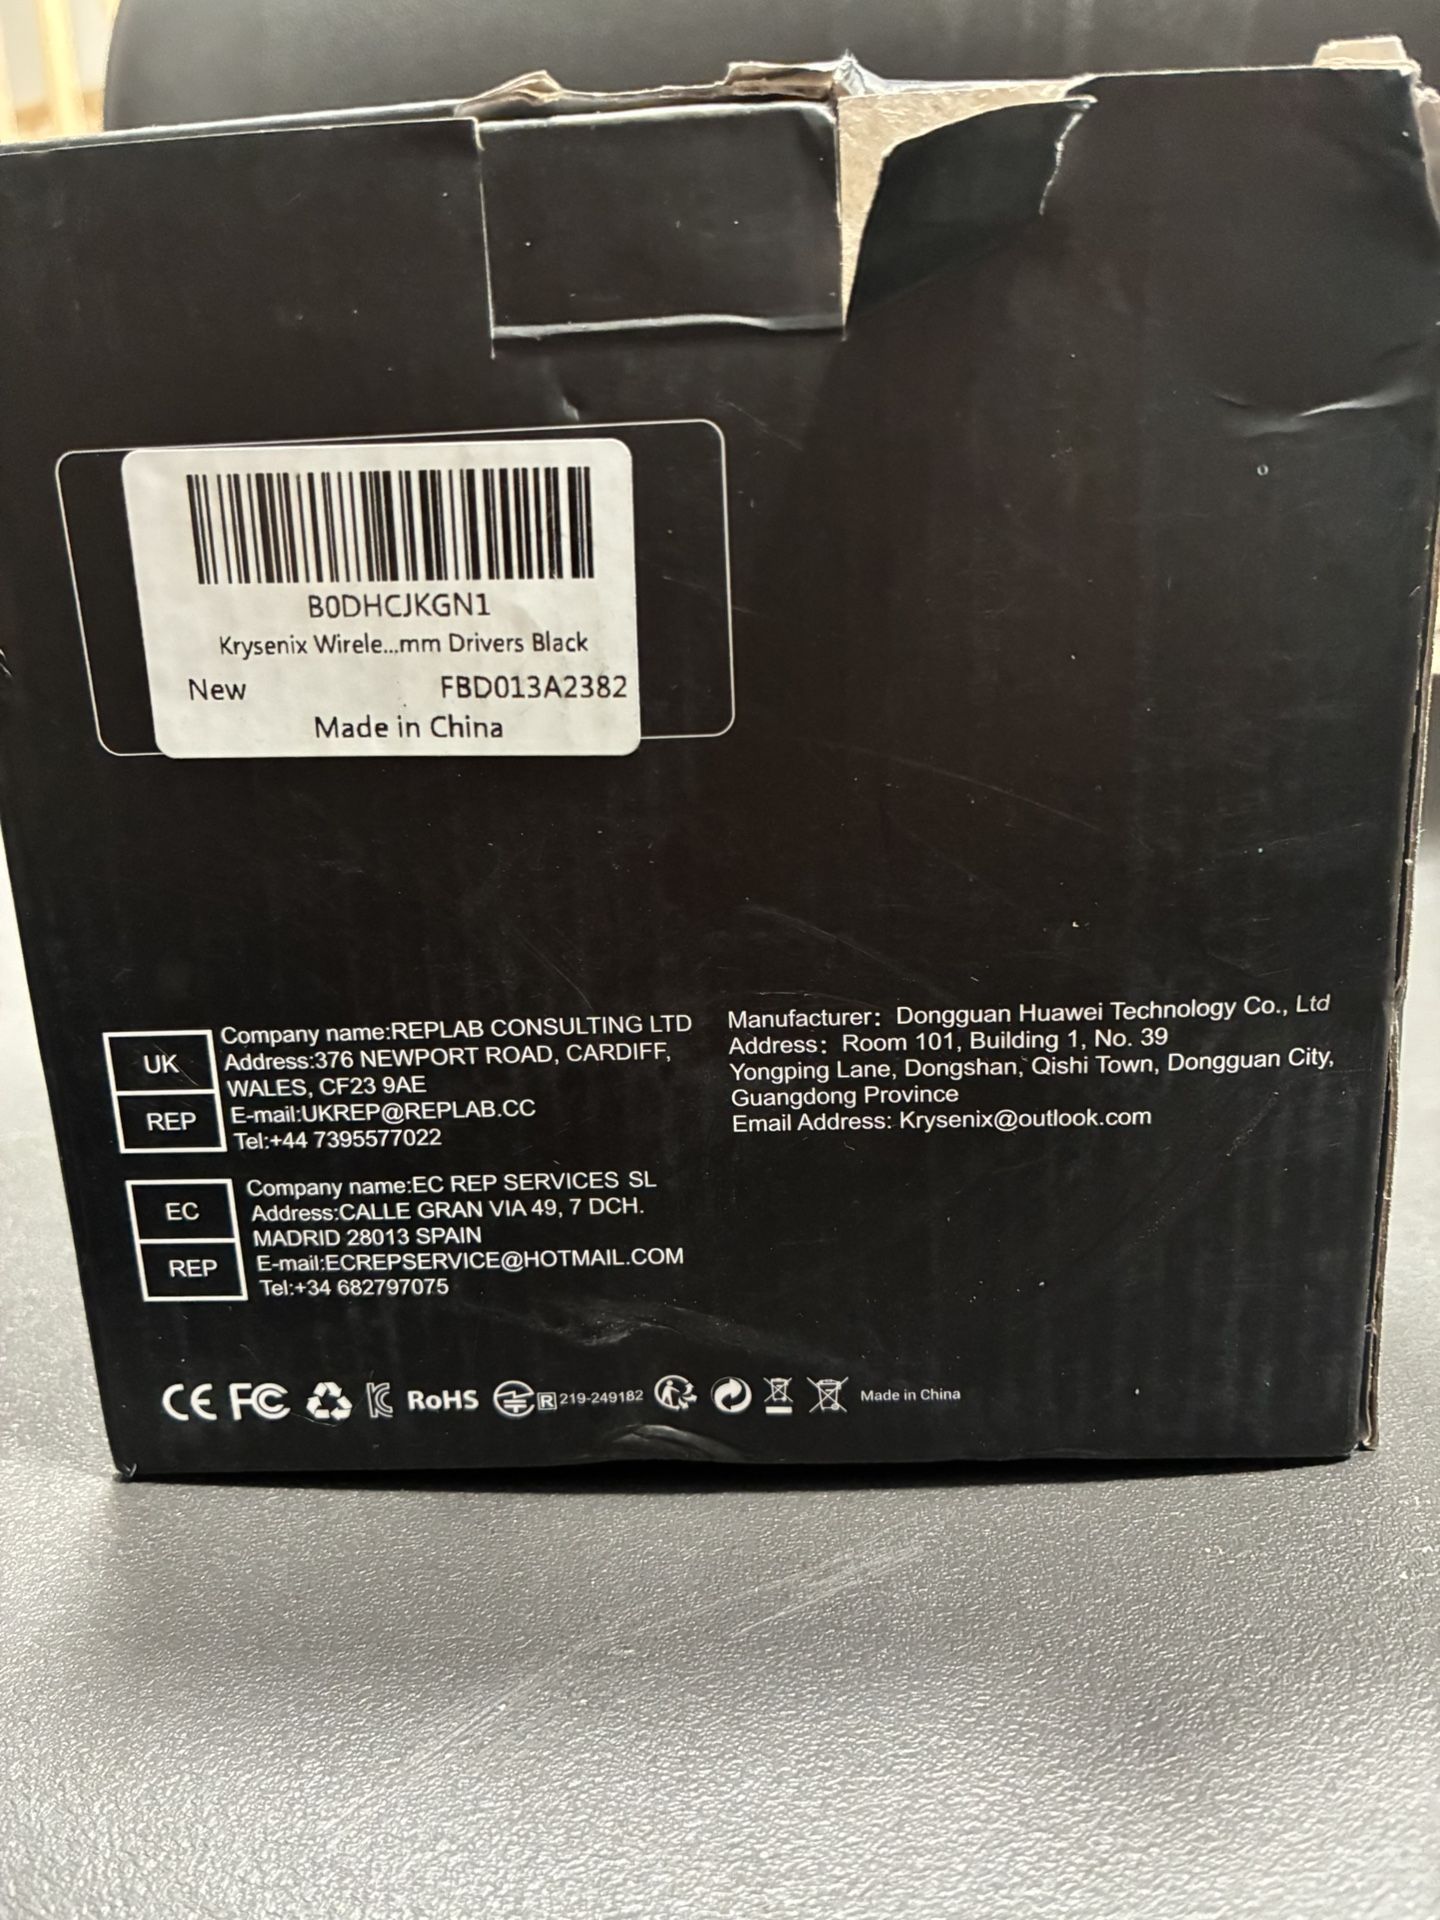 B0DHCJKGN1
Krysenix Wirele...mm Drivers Black
New FBD013A2382
Made in China
UK
REP
Company name:REPLAB CONSULTING LTD
Address:376 NEWPORT ROAD, CARDIFF,
WALES, CF23 9AE
E-mail:UKREP@REPLAB.CC
Tel:+44 7395577022
EC
REP
Company name:EC REP SERVICES SL
Address:CALLE GRAN VIA 49, 7 DCH.
MADRID 28013 SPAIN
E-mail:ECREPSERVICE@HOTMAIL.COM
Tel:+34 682797075
Manufacturer: Dongguan Huawei Technology Co., Ltd
Address: Room 101, Building 1, No. 39
Yongping Lane, Dongshan, Qishi Town, Dongguan City,
Guangdong Province
Email Address: Krysenix@outlook.com
CE FC RoHS R 219-249182 Made in China